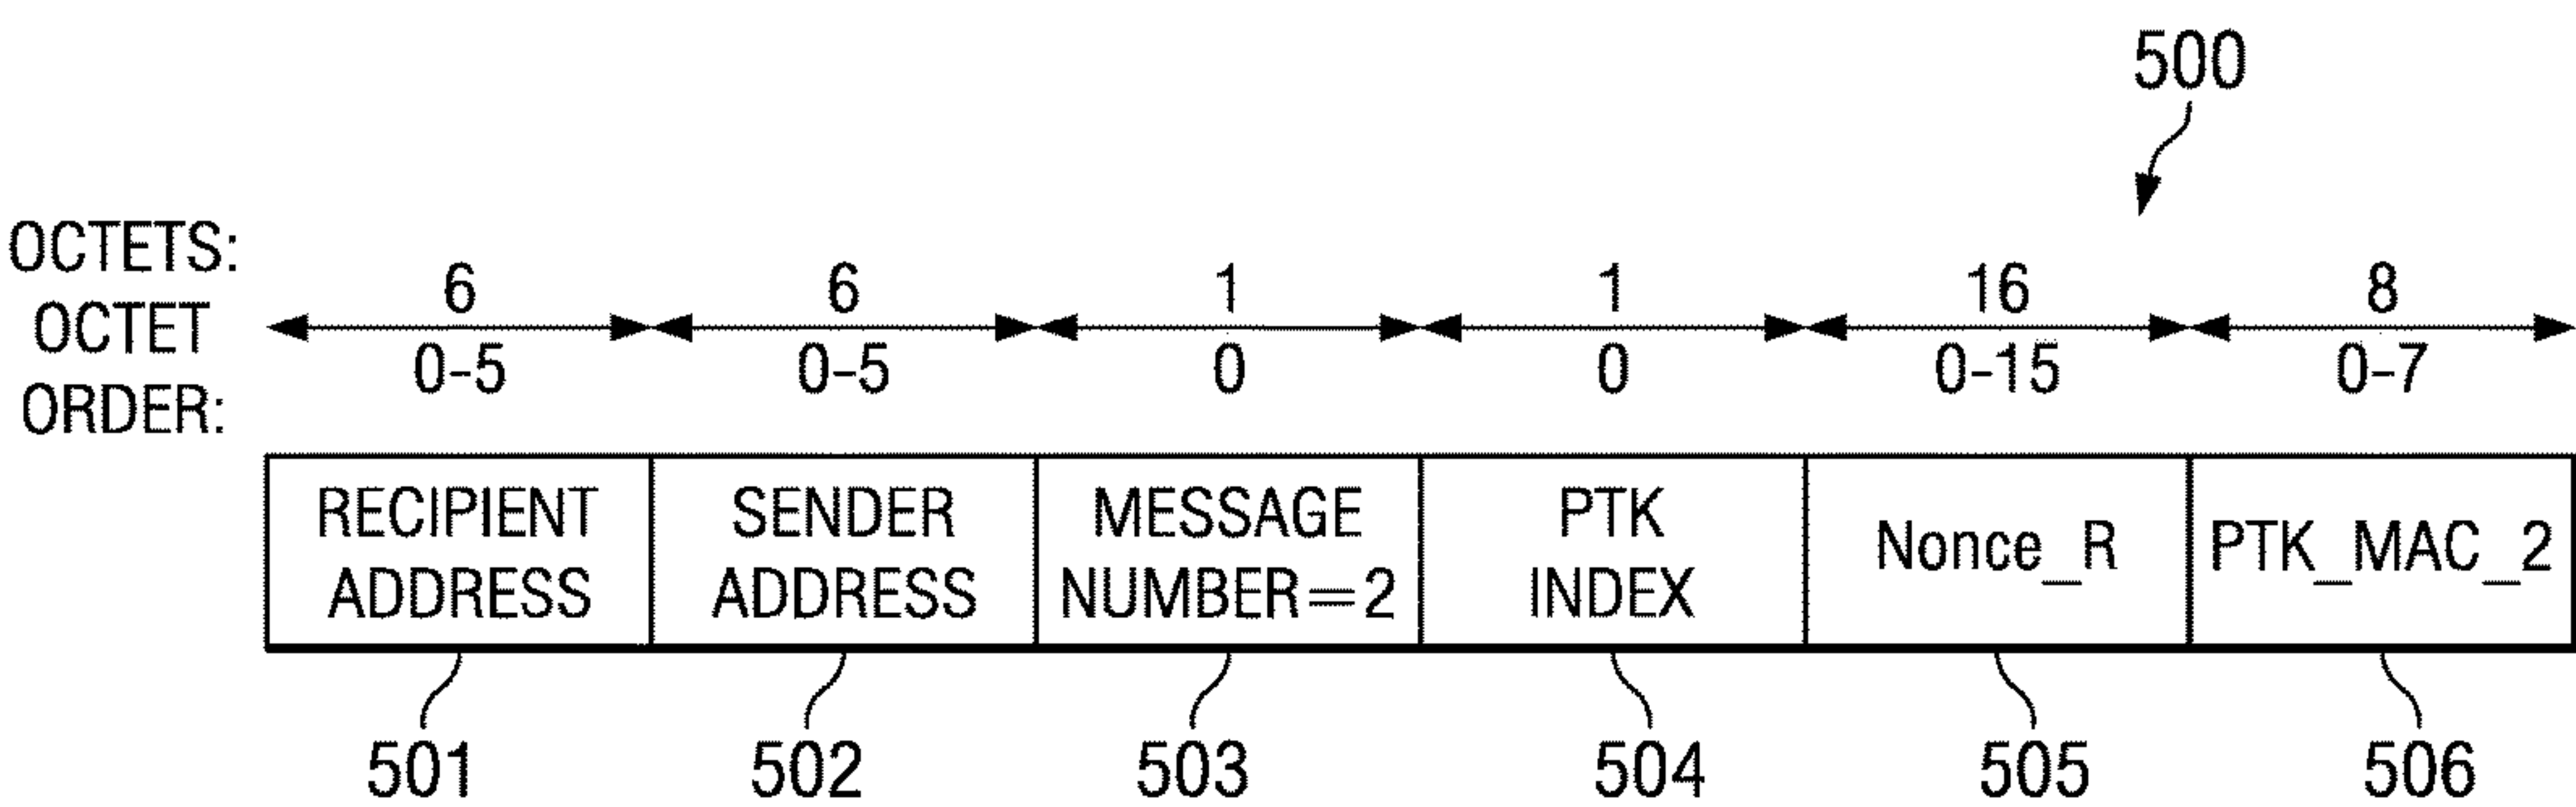 500
OCTETS: 6 6 1 1 16 8
OCTET
ORDER: 0-5 0-5 0 0 0-15 0-7
RECIPIENT ADDRESS
SENDER ADDRESS
MESSAGE NUMBER=2
PTK INDEX
Nonce_R
PTK_MAC_2
501 502 503 504 505 506